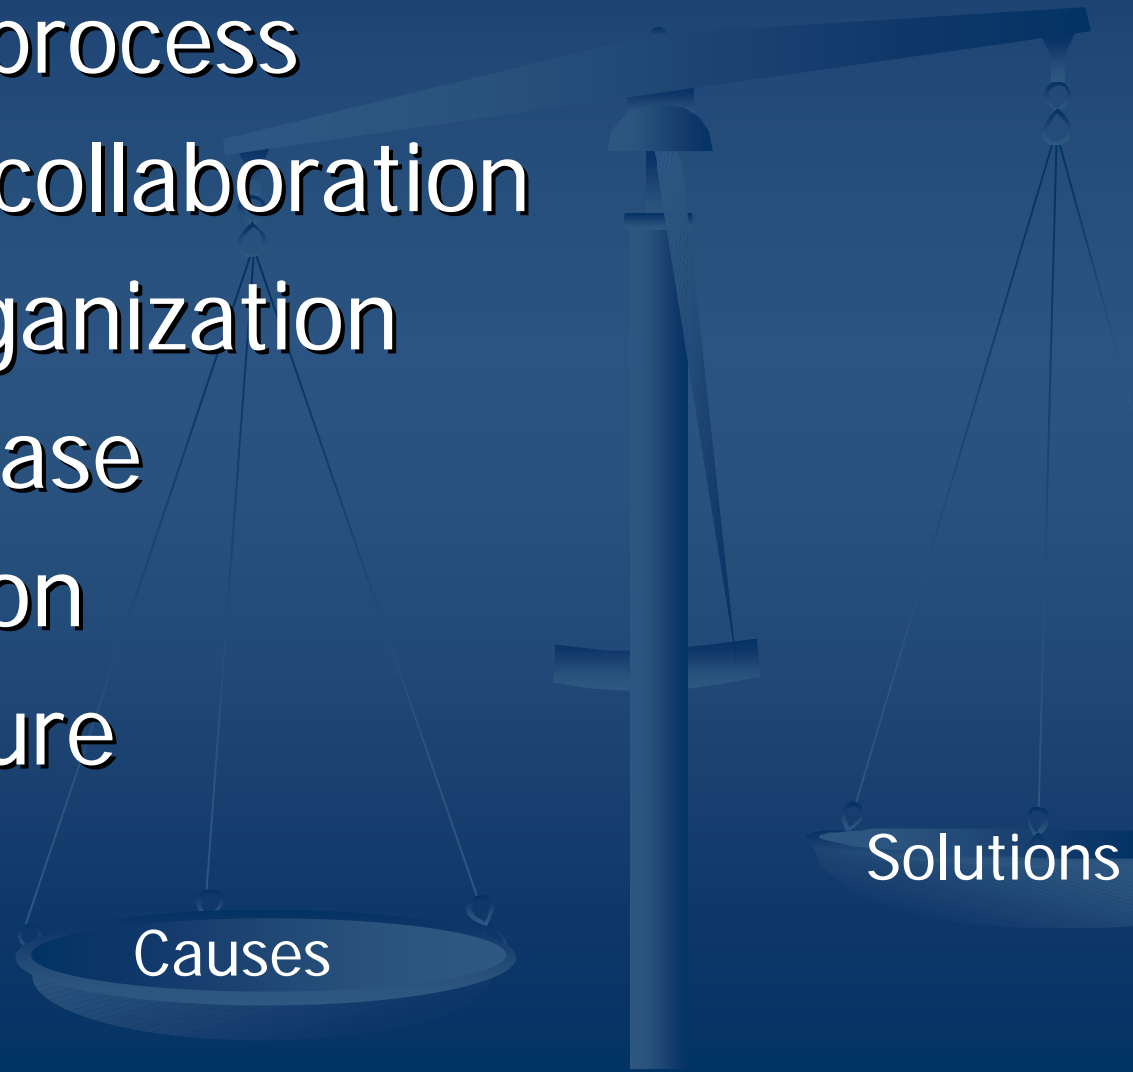 process
collaboration
ganization
ase
on
ure
Solutions
Causes